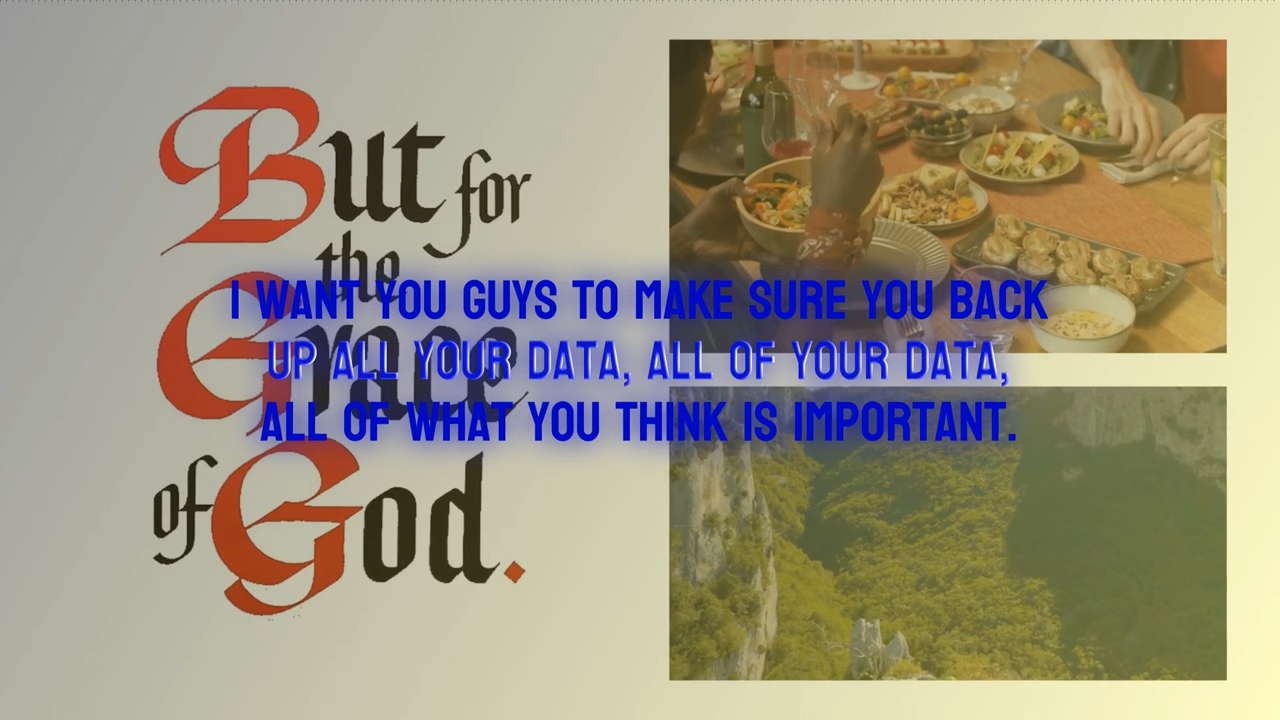 But for
the
Grace
of God.
I WANT YOU GUYS TO MAKE SURE YOU BACK
UP ALL YOUR DATA, ALL OF YOUR DATA,
ALL OF WHAT YOU THINK IS IMPORTANT.